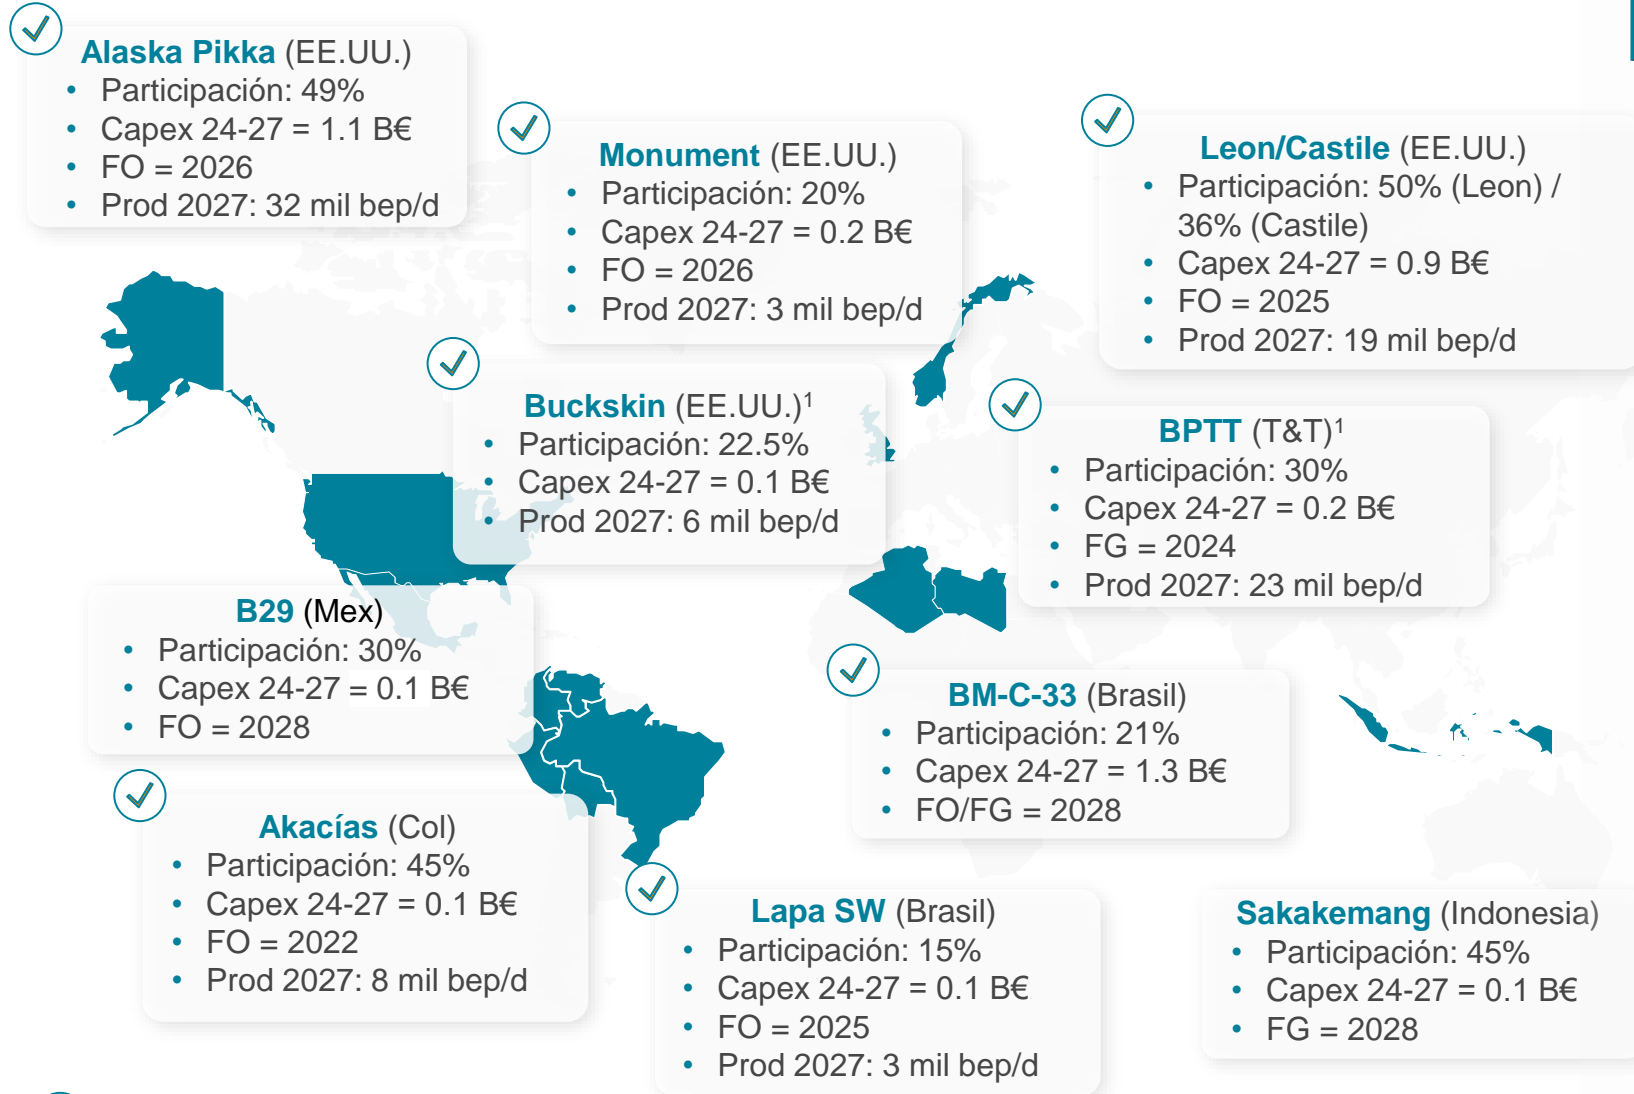 Alaska Pikka (EE.UU.)
• Participación: 49%
• Capex 24-27 = 1.1 B€
• FO = 2026
• Prod 2027: 32 mil bep/d
Monument (EE.UU.)
• Participación: 20%
• Capex 24-27 = 0.2 B€
• FO = 2026
• Prod 2027: 3 mil bep/d
Leon/Castile (EE.UU.)
• Participación: 50% (Leon) /
36% (Castile)
• Capex 24-27 = 0.9 B€
• FO = 2025
• Prod 2027: 19 mil bep/d
Buckskin (EE.UU.)¹
• Participación: 22.5%
• Capex 24-27 = 0.1 B€
• Prod 2027: 6 mil bep/d
BPTT (T&T)¹
• Participación: 30%
• Capex 24-27 = 0.2 B€
• FG = 2024
• Prod 2027: 23 mil bep/d
B29 (Mex)
• Participación: 30%
• Capex 24-27 = 0.1 B€
• FO = 2028
BM-C-33 (Brasil)
• Participación: 21%
• Capex 24-27 = 1.3 B€
• FO/FG = 2028
Akacías (Col)
• Participación: 45%
• Capex 24-27 = 0.1 B€
• FO = 2022
• Prod 2027: 8 mil bep/d
Lapa SW (Brasil)
• Participación: 15%
• Capex 24-27 = 0.1 B€
• FO = 2025
• Prod 2027: 3 mil bep/d
Sakakemang (Indonesia)
• Participación: 45%
• Capex 24-27 = 0.1 B€
• FG = 2028